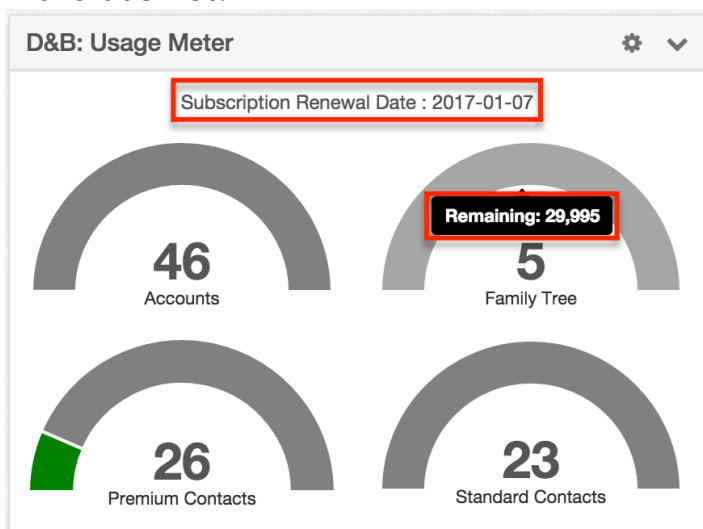 D&B: Usage Meter
Subscription Renewal Date : 2017-01-07
Remaining: 29,995
46
Accounts
5
Family Tree
26
Premium Contacts
23
Standard Contacts